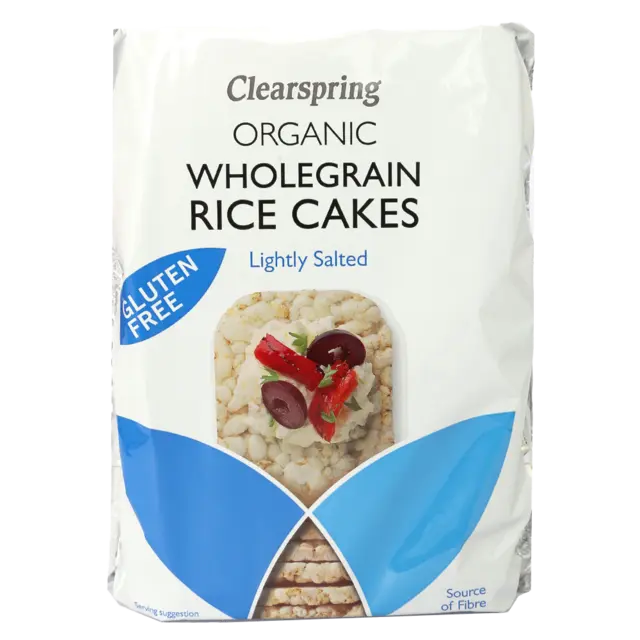 Clearspring
ORGANIC
WHOLEGRAIN
RICE CAKES
Lightly Salted
GLUTEN
FREE
Serving suggestion
Source
of Fibre